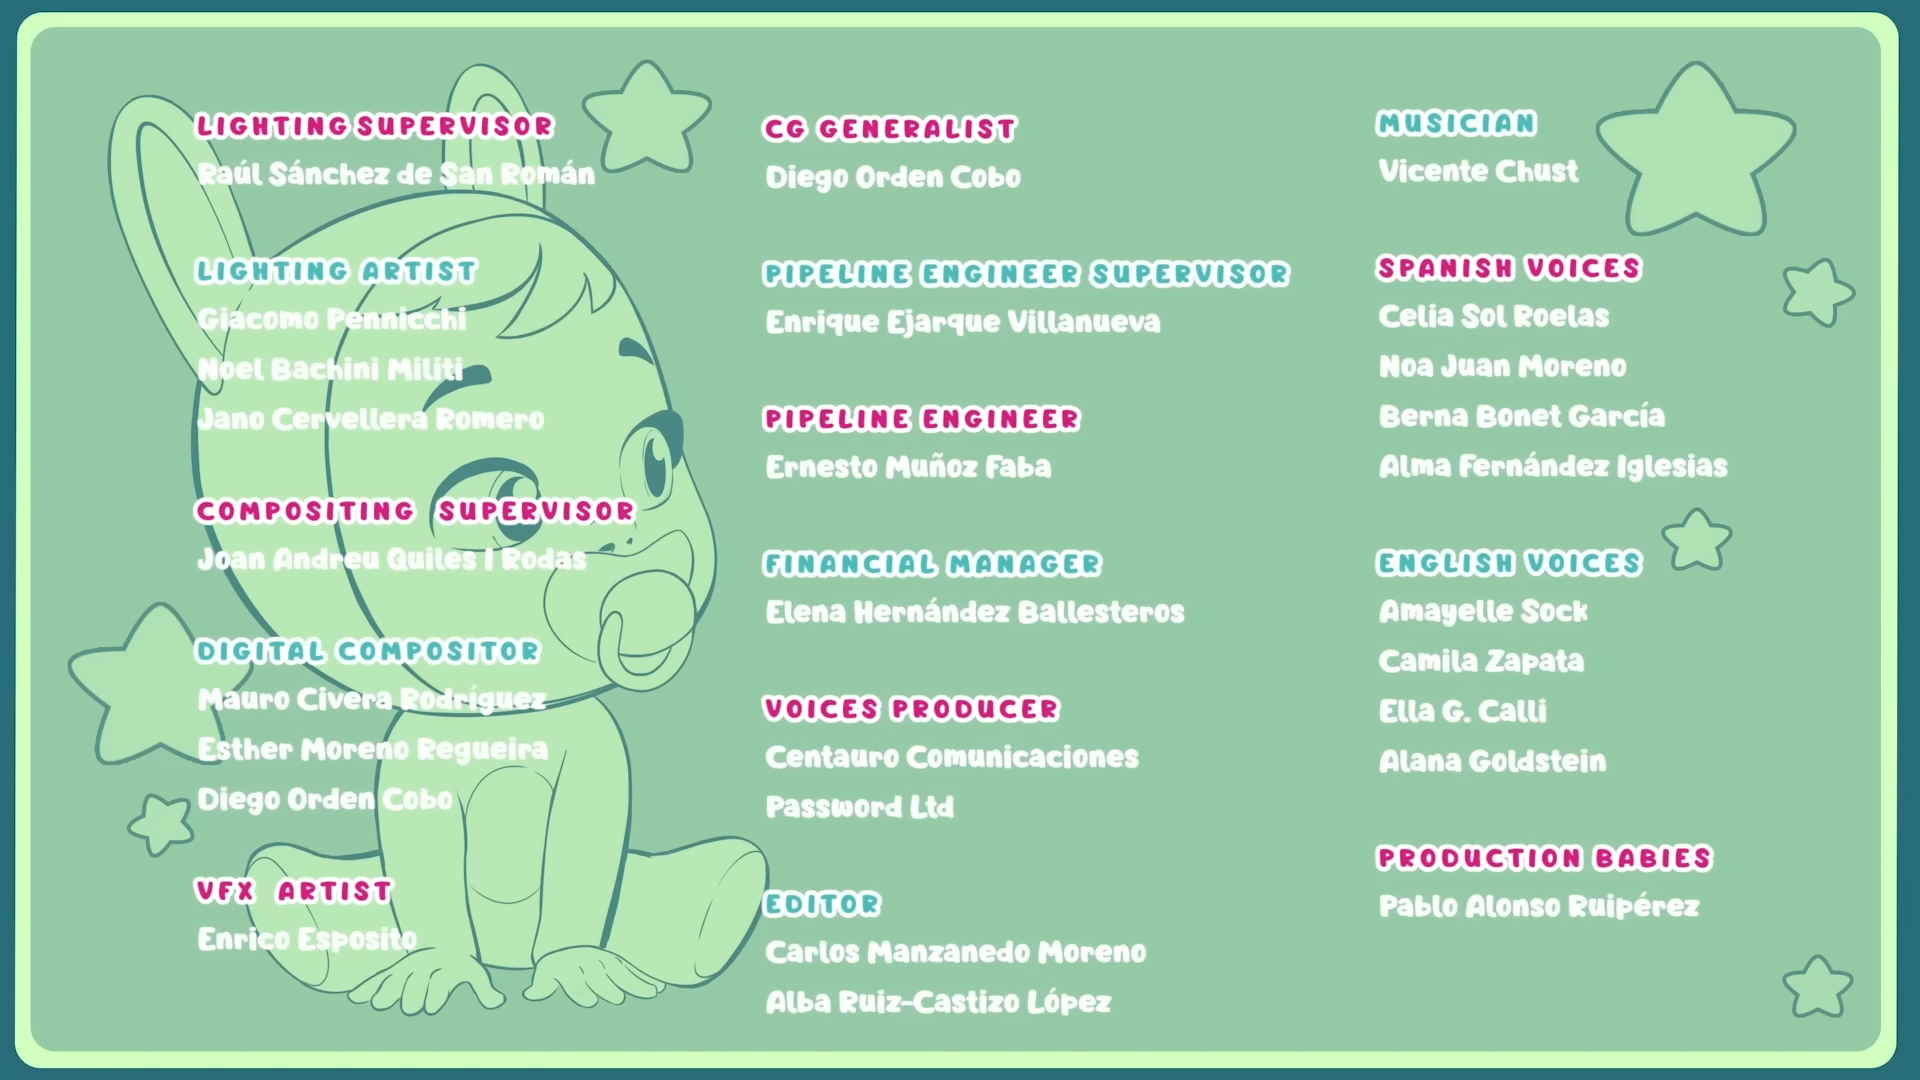 LIGHTING SUPERVISOR
Raúl Sánchez de San Román
LIGHTING ARTIST
Giacomo Pennicchi
Noel Bachini Militi
Jano Cervellera Romero
COMPOSITING SUPERVISOR
Joan Andreu Quiles I Rodas
DIGITAL COMPOSITOR
Mauro Civera Rodríguez
Esther Moreno Regueira
Diego Orden Cobo
VFX ARTIST
Enrico Esposito
CG GENERALIST
Diego Orden Cobo
PIPELINE ENGINEER SUPERVISOR
Enrique Ejarque Villanueva
PIPELINE ENGINEER
Ernesto Muñoz Faba
FINANCIAL MANAGER
Elena Hernández Ballesteros
VOICES PRODUCER
Centauro Comunicaciones
Password Ltd
EDITOR
Carlos Manzanedo Moreno
Alba Ruiz-Castizo López
MUSICIAN
Vicente Chust
SPANISH VOICES
Celia Sol Roelas
Noa Juan Moreno
Berna Bonet García
Alma Fernández Iglesias
ENGLISH VOICES
Amayelle Sock
Camila Zapata
Ella G. Calli
Alana Goldstein
PRODUCTION BABIES
Pablo Alonso Ruipérez